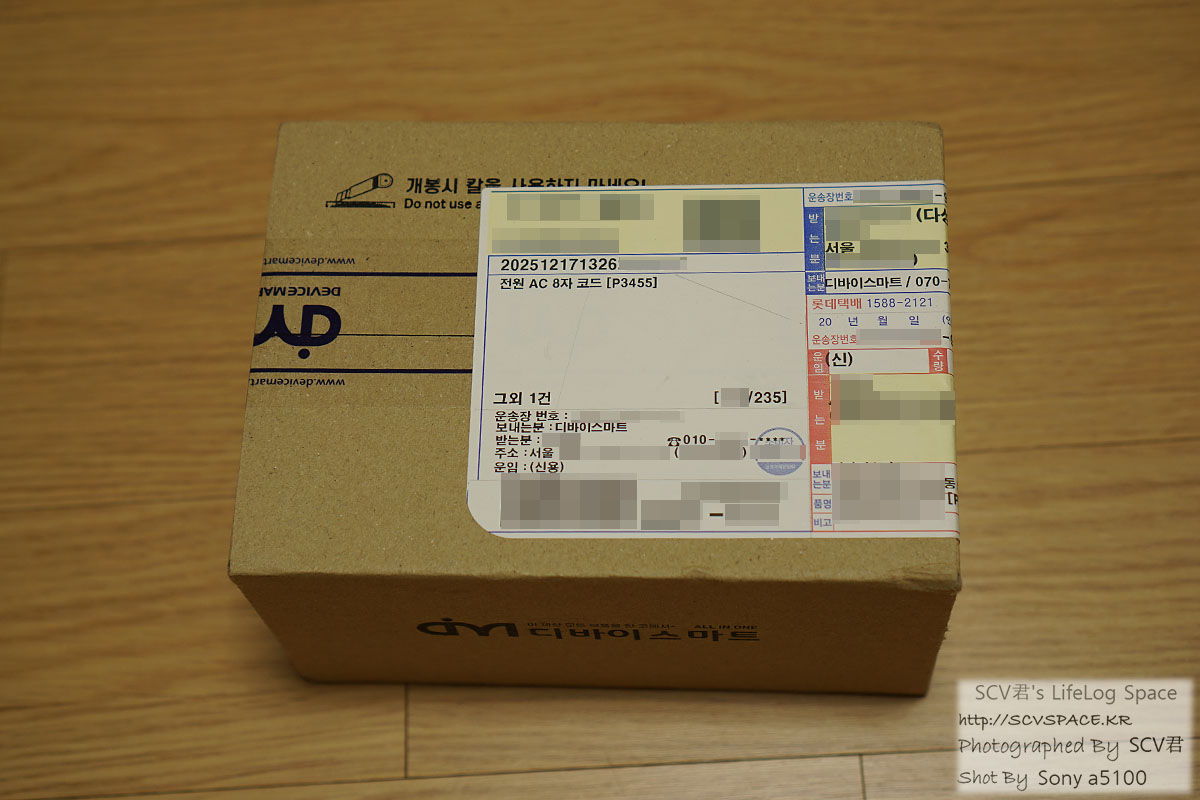 개봉시 칼을 사용하지 마세요!
Do not use a
www.devicemart
DEVICEMA
www.devicemart
202512171326
전원 AC 8자 코드 [P3455]
그외 1건
[ /235]
운송장 번호 :
보내는분 : 디바이스마트
받는분 :
☎010- -****
주소 : 서울
( )
운임 : (신용)
운송장번호
받는분
(다성
서울
)
보내는분
디바이스마트 / 070-
롯데택배 1588-2121
20 년 월 일
운송장번호
운임
(신)
수량
받는분
보내는분
품명
[P
비고
ALL IN ONE
디바이스마트
SCV君's LifeLog Space
http://SCVSPACE.KR
Photographed By SCV君
Shot By Sony a5100